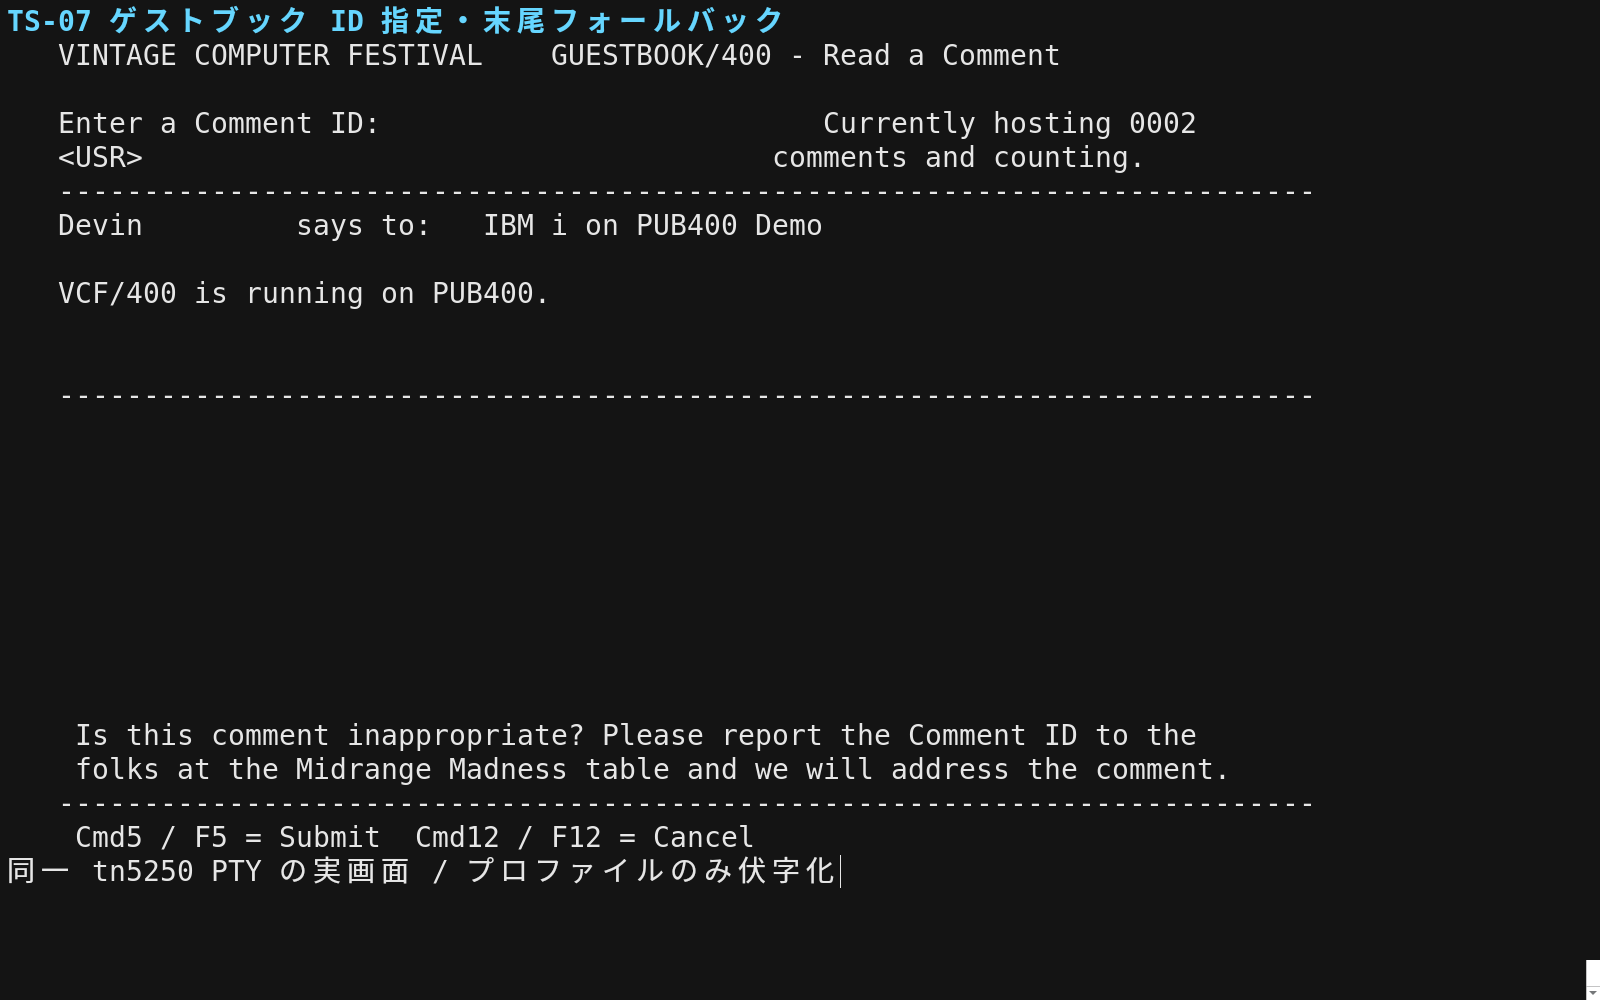 TS-07 ゲストブック ID 指定・末尾フォールバック
VINTAGE COMPUTER FESTIVAL    GUESTBOOK/400 - Read a Comment
Enter a Comment ID:                          Currently hosting 0002
<USR>                                     comments and counting.
--------------------------------------------------------------------------
Devin         says to:   IBM i on PUB400 Demo
VCF/400 is running on PUB400.
--------------------------------------------------------------------------
Is this comment inappropriate? Please report the Comment ID to the
folks at the Midrange Madness table and we will address the comment.
--------------------------------------------------------------------------
Cmd5 / F5 = Submit  Cmd12 / F12 = Cancel
同一 tn5250 PTY の実画面 / プロファイルのみ伏字化